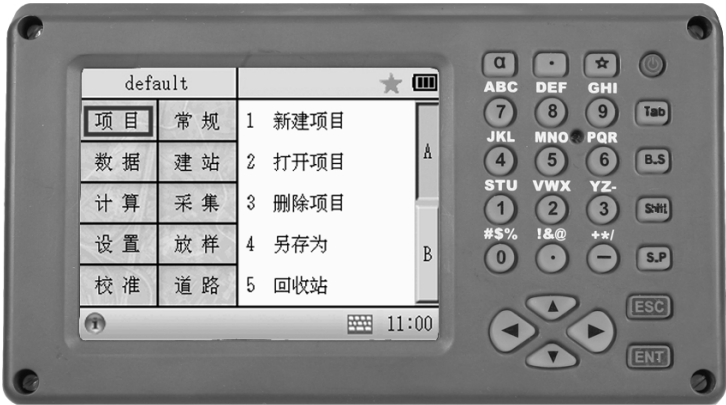 default
项目 常规 1 新建项目 A
数据 建站 2 打开项目
计算 采集 3 删除项目
设置 放样 4 另存为 B
校准 道路 5 回收站
11:00
α · ☆
ABC DEF GHI
7 8 9 Tab
JKL MNO PQR
4 5 6 B.S
STU VWX YZ-
1 2 3 Shift
#$% !&@ +*/
0 · − S.P
ESC
ENT